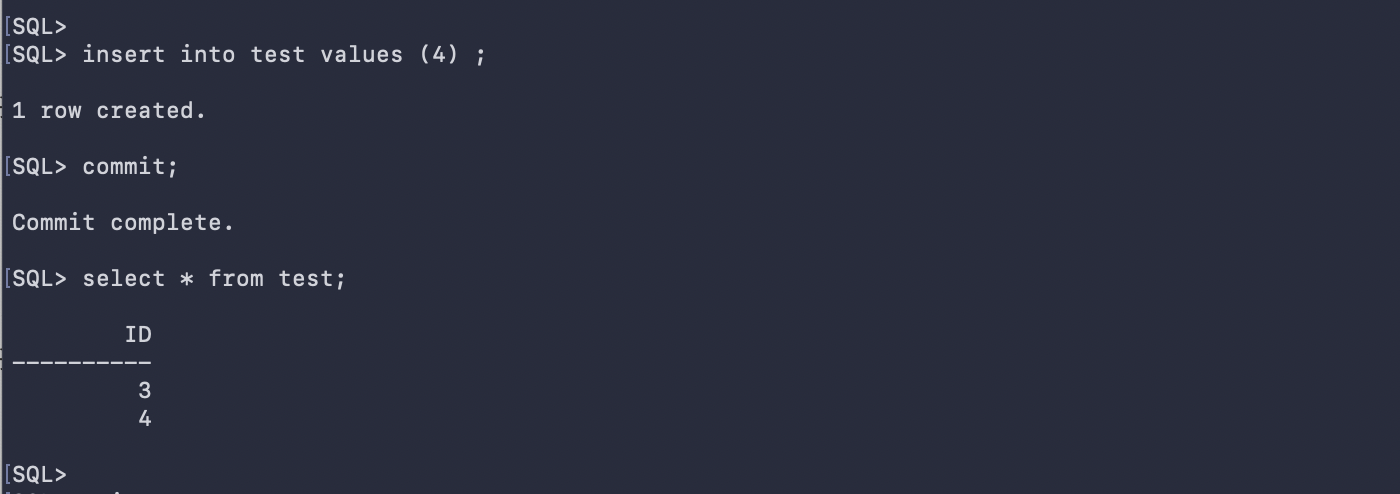 [SQL>
[SQL> insert into test values (4) ;
1 row created.
[SQL> commit;
Commit complete.
[SQL> select * from test;
ID
----------
3
4
[SQL>